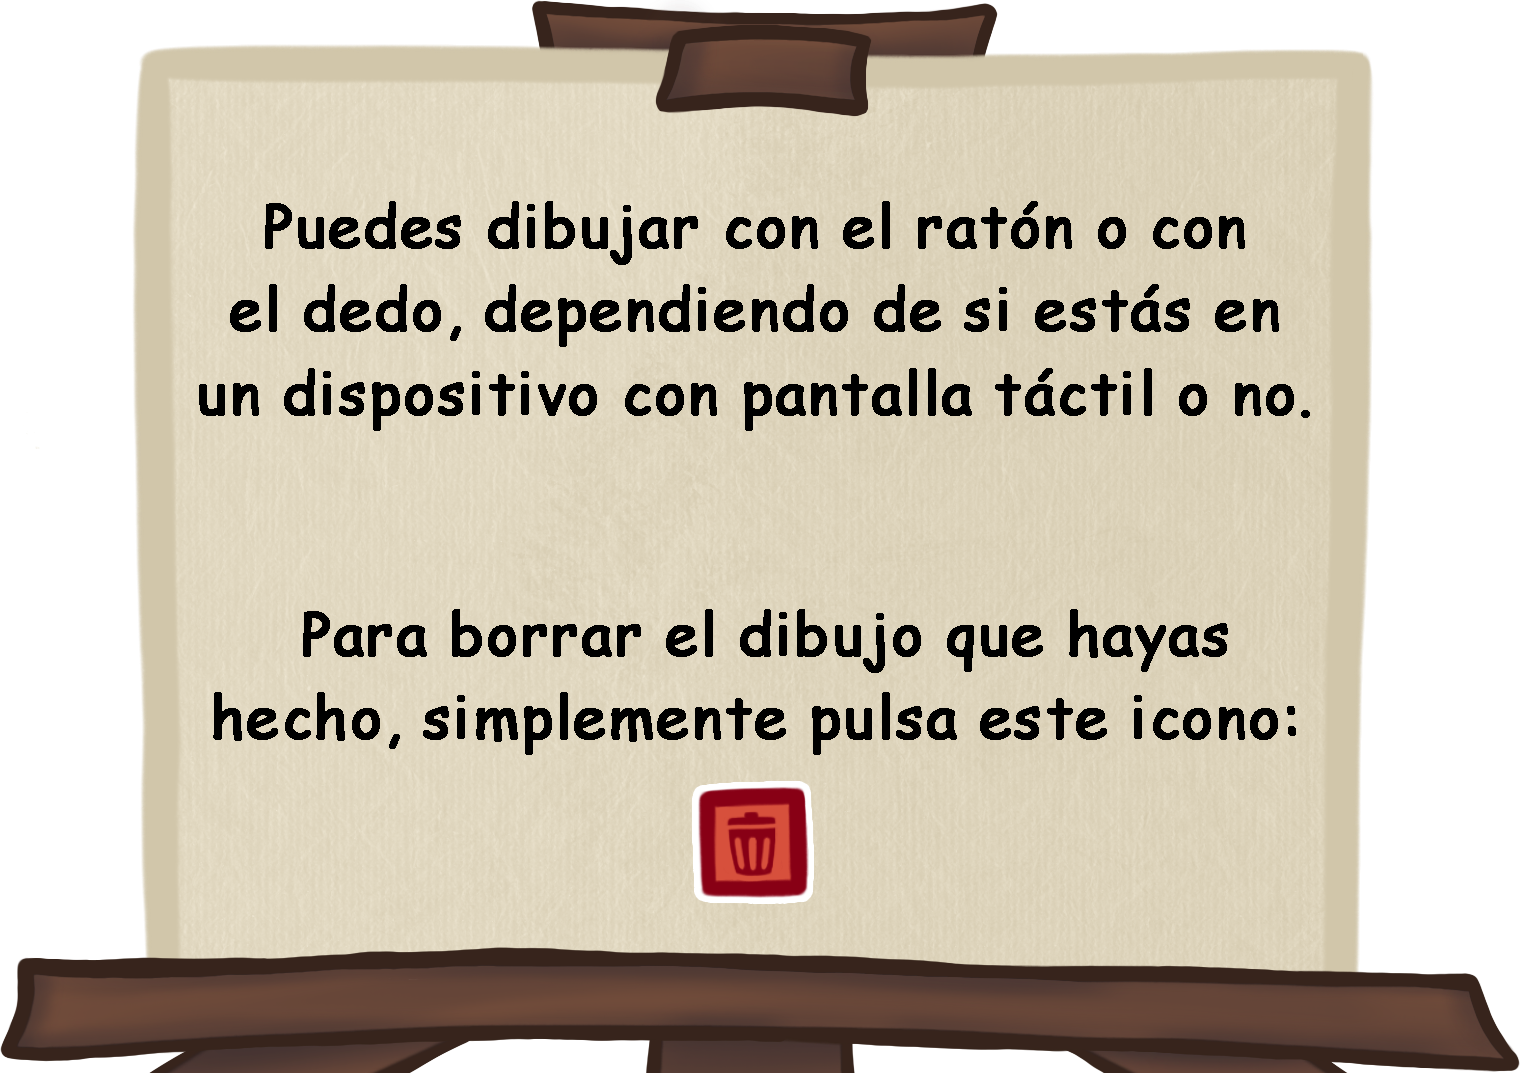 Puedes dibujar con el ratón o con
el dedo, dependiendo de si estás en
un dispositivo con pantalla táctil o no.
Para borrar el dibujo que hayas
hecho, simplemente pulsa este icono: